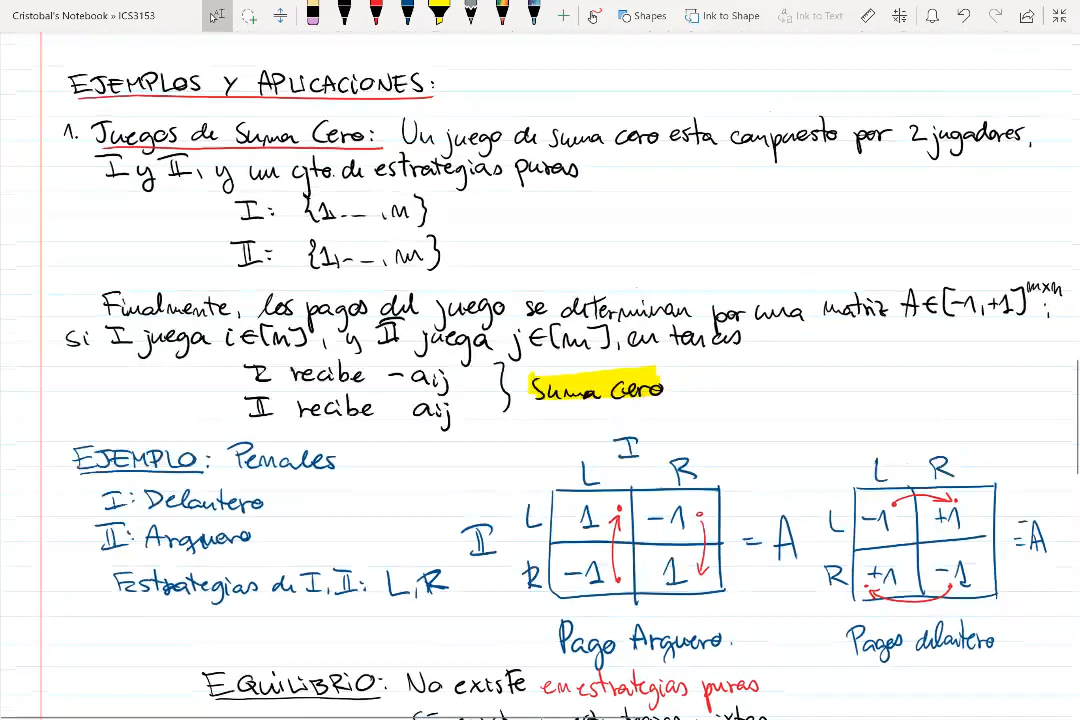 Cristobal's Notebook » ICS3153
Shapes
Ink to Shape
Ink to Text
EJEMPLOS Y APLICACIONES:
1. Juegos de Suma Cero: Un juego de suma cero esta compuesto por 2 jugadores,
I y II, y un cjto. de estrategias puras
I: {1,...,n}
II: {1,...,m}
Finalmente, los pagos del juego se determinan por una matriz A∈[-1,+1]^{m×n};
si I juega i∈[n], y II juega j∈[m], entonces
I recibe -aij
II recibe aij
Suma Cero
EJEMPLO: Penales
I: Delantero
II: Arquero
Estrategias de I, II: L, R
I
L R
II
L 1 -1
R -1 1
= A
Pago Arquero.
L R
L -1 +1
R +1 -1
=-A
Pagos delantero
EQUILIBRIO: No existe en estrategias puras